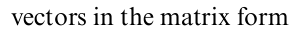 vectors in the matrix form